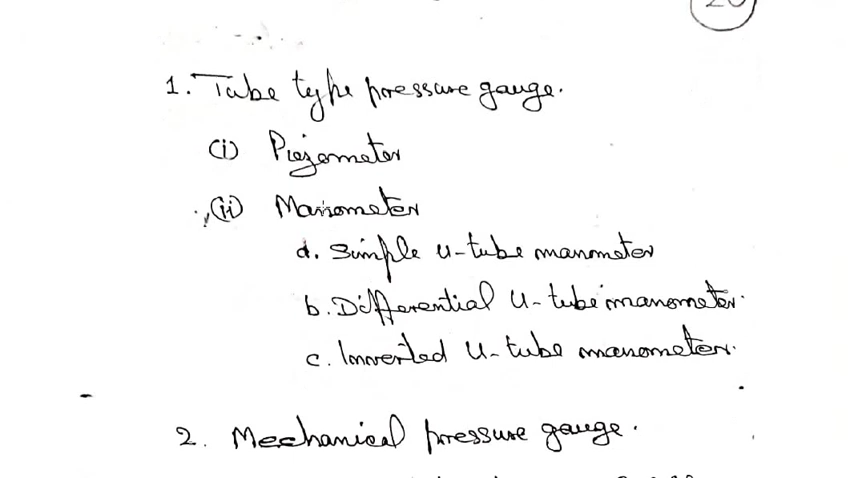 1. Tube type pressure gauge.
(i) Piezometer
(ii) Manometer
a. Simple U-tube manometer
b. Differential U-tube manometer.
c. Inverted U-tube manometer.
2. Mechanical pressure gauge.